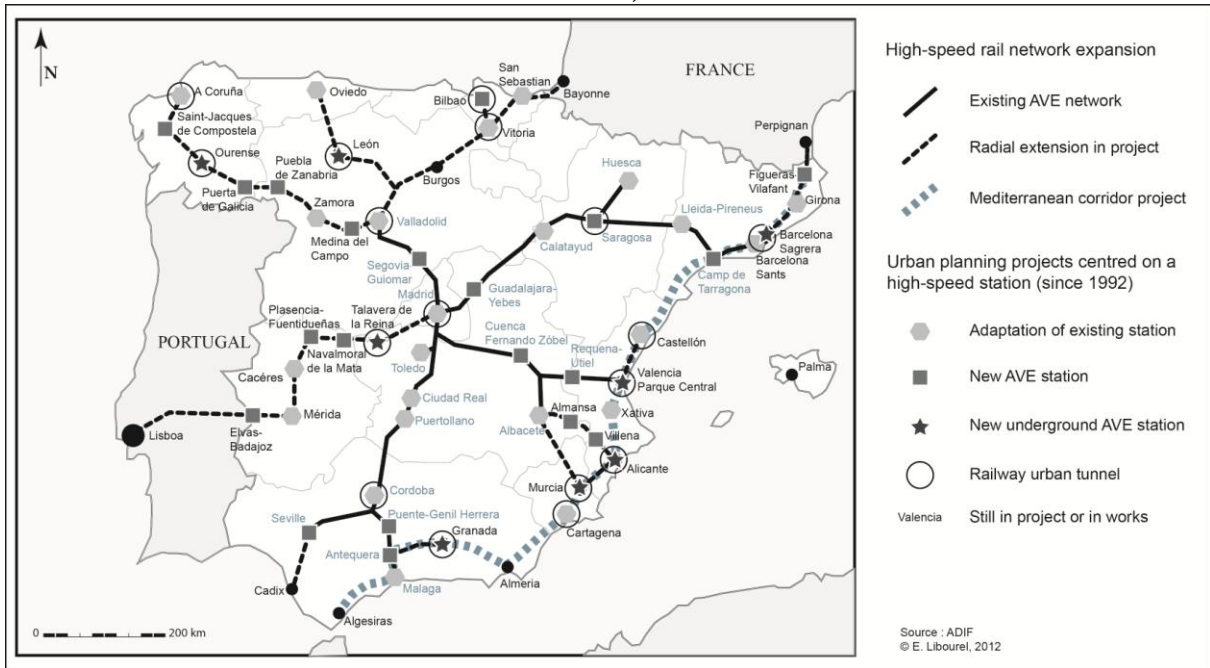 N
FRANCE
PORTUGAL
A Coruña
Saint-Jacques
de Compostela
Ourense
Puerta
de Galicia
Puebla
de Zanabria
Zamora
Medina del
Campo
Oviedo
León
Burgos
Valladolid
Segovia
Guiomar
Madrid
San
Sebastian
Bilbao
Bayonne
Vitoria
Huesca
Saragosa
Calatayud
Guadalajara-
Yebes
Lleida-Pireneus
Camp de
Tarragona
Perpignan
Figueras-
Vilafant
Girona
Barcelona
Sagrera
Barcelona
Sants
Plasencia-
Fuentidueñas
Talavera de
la Reina
Navalmoral
de la Mata
Cacéres
Mérida
Elvas-
Badajoz
Lisboa
Toledo
Ciudad Real
Puertollano
Cuenca
Fernando Zóbel
Requena-
Utiel
Castellón
Valencia
Parque Central
Palma
Xativa
Almansa
Albacete
Villena
Alicante
Murcia
Cartagena
Cordoba
Seville
Puente-Genil Herrera
Granada
Antequera
Malaga
Almeria
Cadix
Algesiras
0
200 km
High-speed rail network expansion
Existing AVE network
Radial extension in project
Mediterranean corridor project
Urban planning projects centred on a
high-speed station (since 1992)
Adaptation of existing station
New AVE station
New underground AVE station
Railway urban tunnel
Valencia Still in project or in works
Source : ADIF
© E. Libourel, 2012